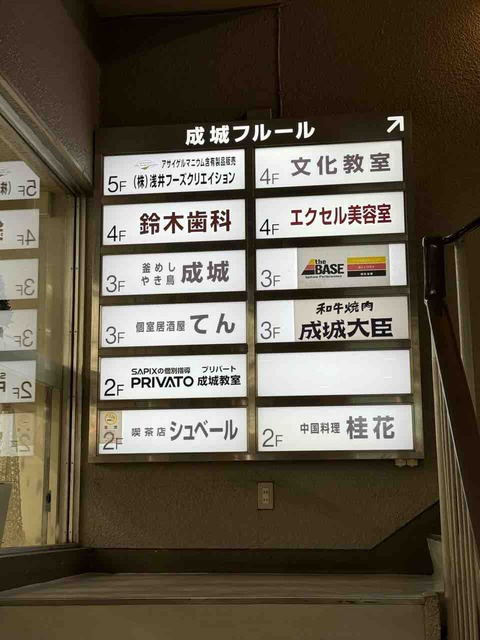 成城フルール
アサイゲルマニウム含有製品販売
5F (株)浅井フーズクリエイション
4F 文化教室
4F 鈴木歯科
4F エクセル美容室
3F 釜めし やき鳥 成城
3F the BASE
3F 個室居酒屋 てん
3F 和牛焼肉 成城大臣
2F SAPIXの個別指導 プリバート
PRIVATO 成城教室
2F 喫茶店 シュベール
2F 中国料理 桂花